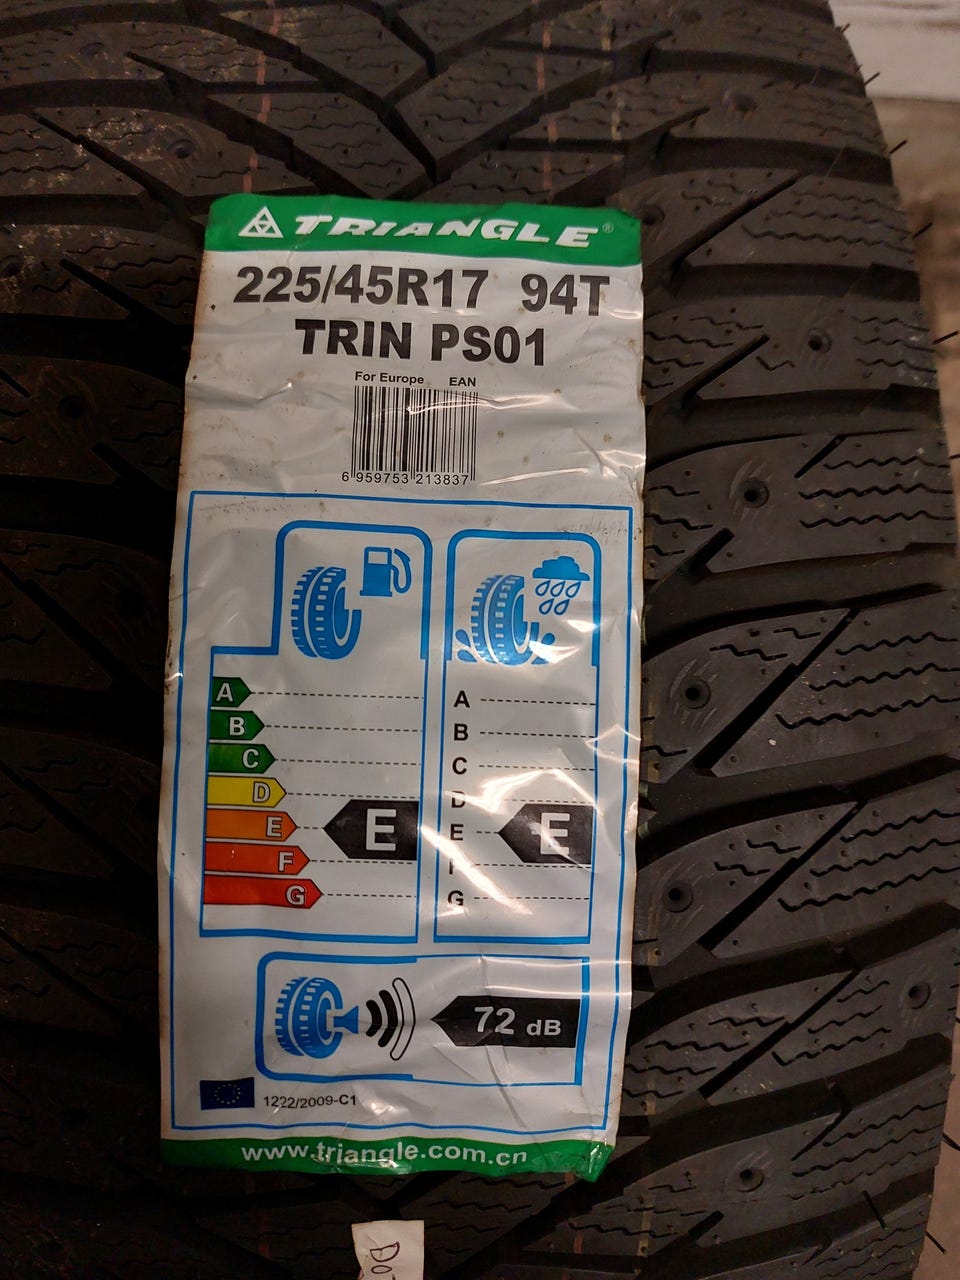 TRIANGLE®
225/45R17 94T
TRIN PS01
For Europe EAN
6 959753 213837
A
B
C
D
E
F
G
E
A
B
C
D
E
F
G
E
72 dB
1222/2009-C1
www.triangle.com.cn